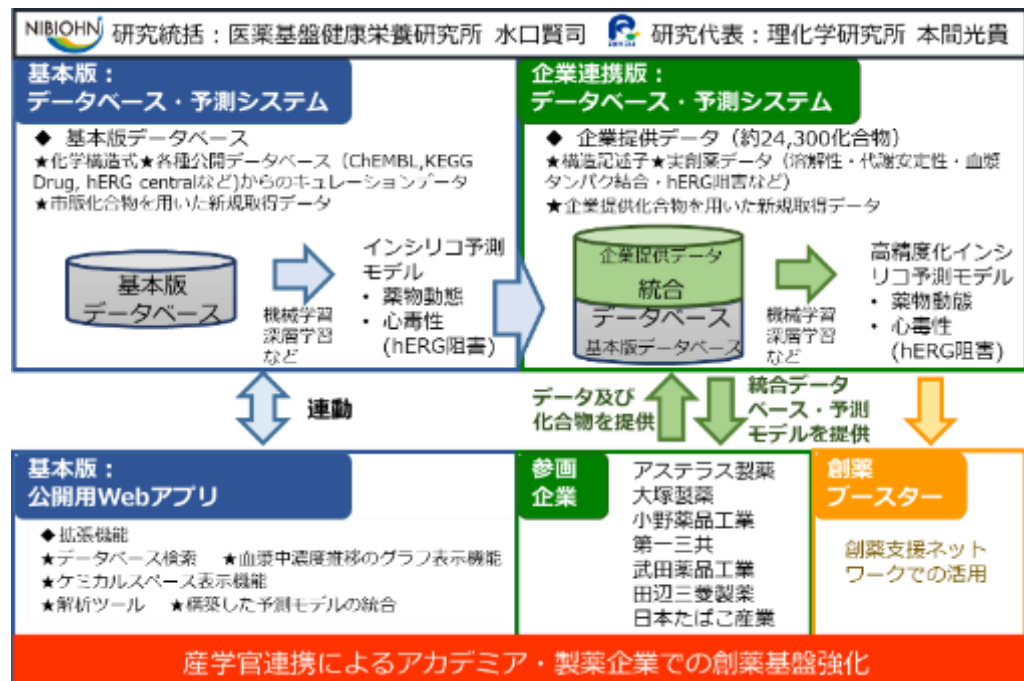 NIBIOHN 研究統括：医薬基盤健康栄養研究所 水口賢司 研究代表：理化学研究所 本間光貴
基本版：
データベース・予測システム
◆ 基本版データベース
★化学構造式★各種公開データベース（ChEMBL,KEGG
Drug, hERG centralなど)からのキュレーションデータ
★市販化合物を用いた新規取得データ
基本版
データベース
機械学習
深層学習
など
インシリコ予測
モデル
• 薬物動態
• 心毒性
(hERG阻害)
企業連携版：
データベース・予測システム
◆ 企業提供データ（約24,300化合物）
★構造記述子★実創薬データ（溶解性・代謝安定性・血漿
タンパク結合・hERG阻害など）
★企業提供化合物を用いた新規取得データ
企業提供データ
統合
データベース
基本版データベース
機械学習
深層学習
など
高精度化インシ
リコ予測モデル
• 薬物動態
• 心毒性
(hERG阻害)
連動
データ及び
化合物を提供
統合データ
ベース・予測
モデルを提供
基本版：
公開用Webアプリ
◆拡張機能
★データベース検索 ★血漿中濃度推移のグラフ表示機能
★ケミカルスペース表示機能
★解析ツール ★構築した予測モデルの統合
参画
企業
アステラス製薬
大塚製薬
小野薬品工業
第一三共
武田薬品工業
田辺三菱製薬
日本たばこ産業
創薬
ブースター
創薬支援ネット
ワークでの活用
産学官連携によるアカデミア・製薬企業での創薬基盤強化